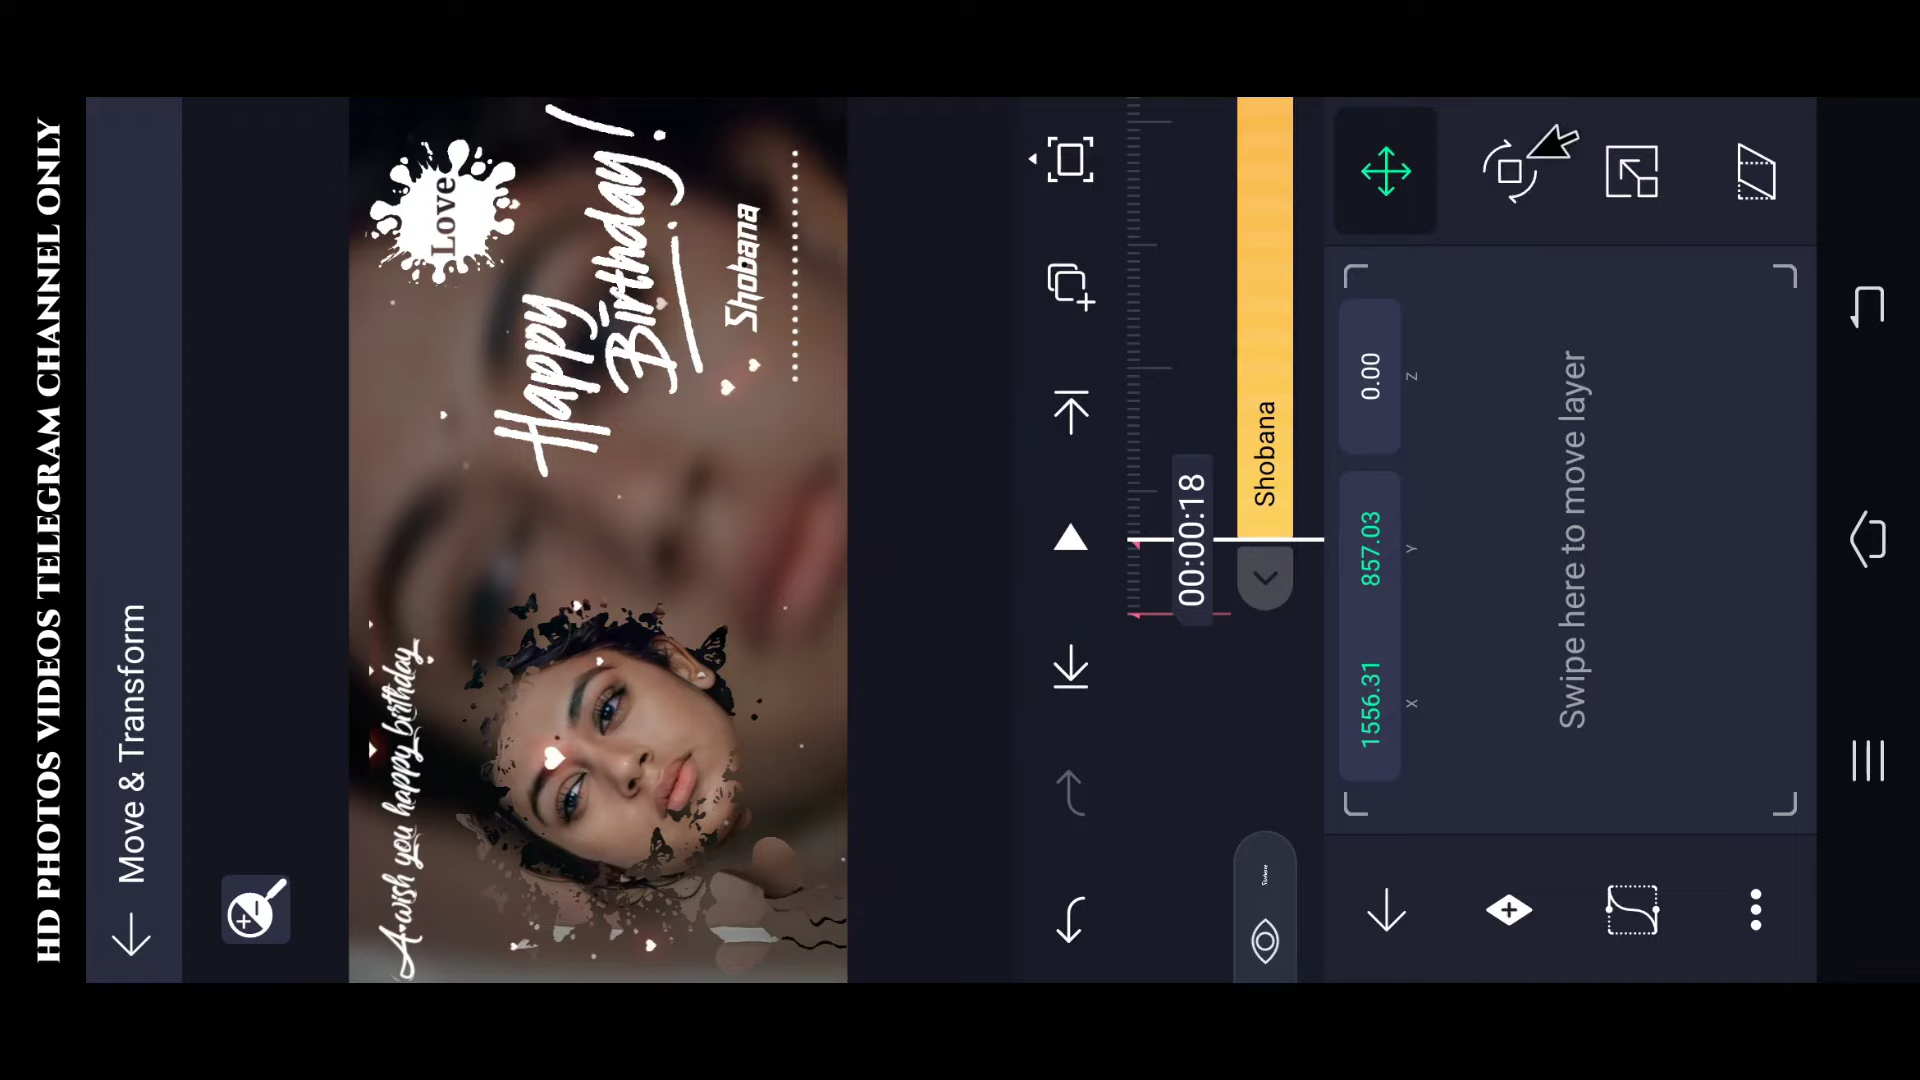 HD PHOTOS VIDEOS TELEGRAM CHANNEL ONLY
Move & Transform
Love
Happy
Birthday!
Shobana
A wish you happy birthday
00:00:18
Shobana
1556.31 857.03 0.00
X Y Z
Swipe here to move layer